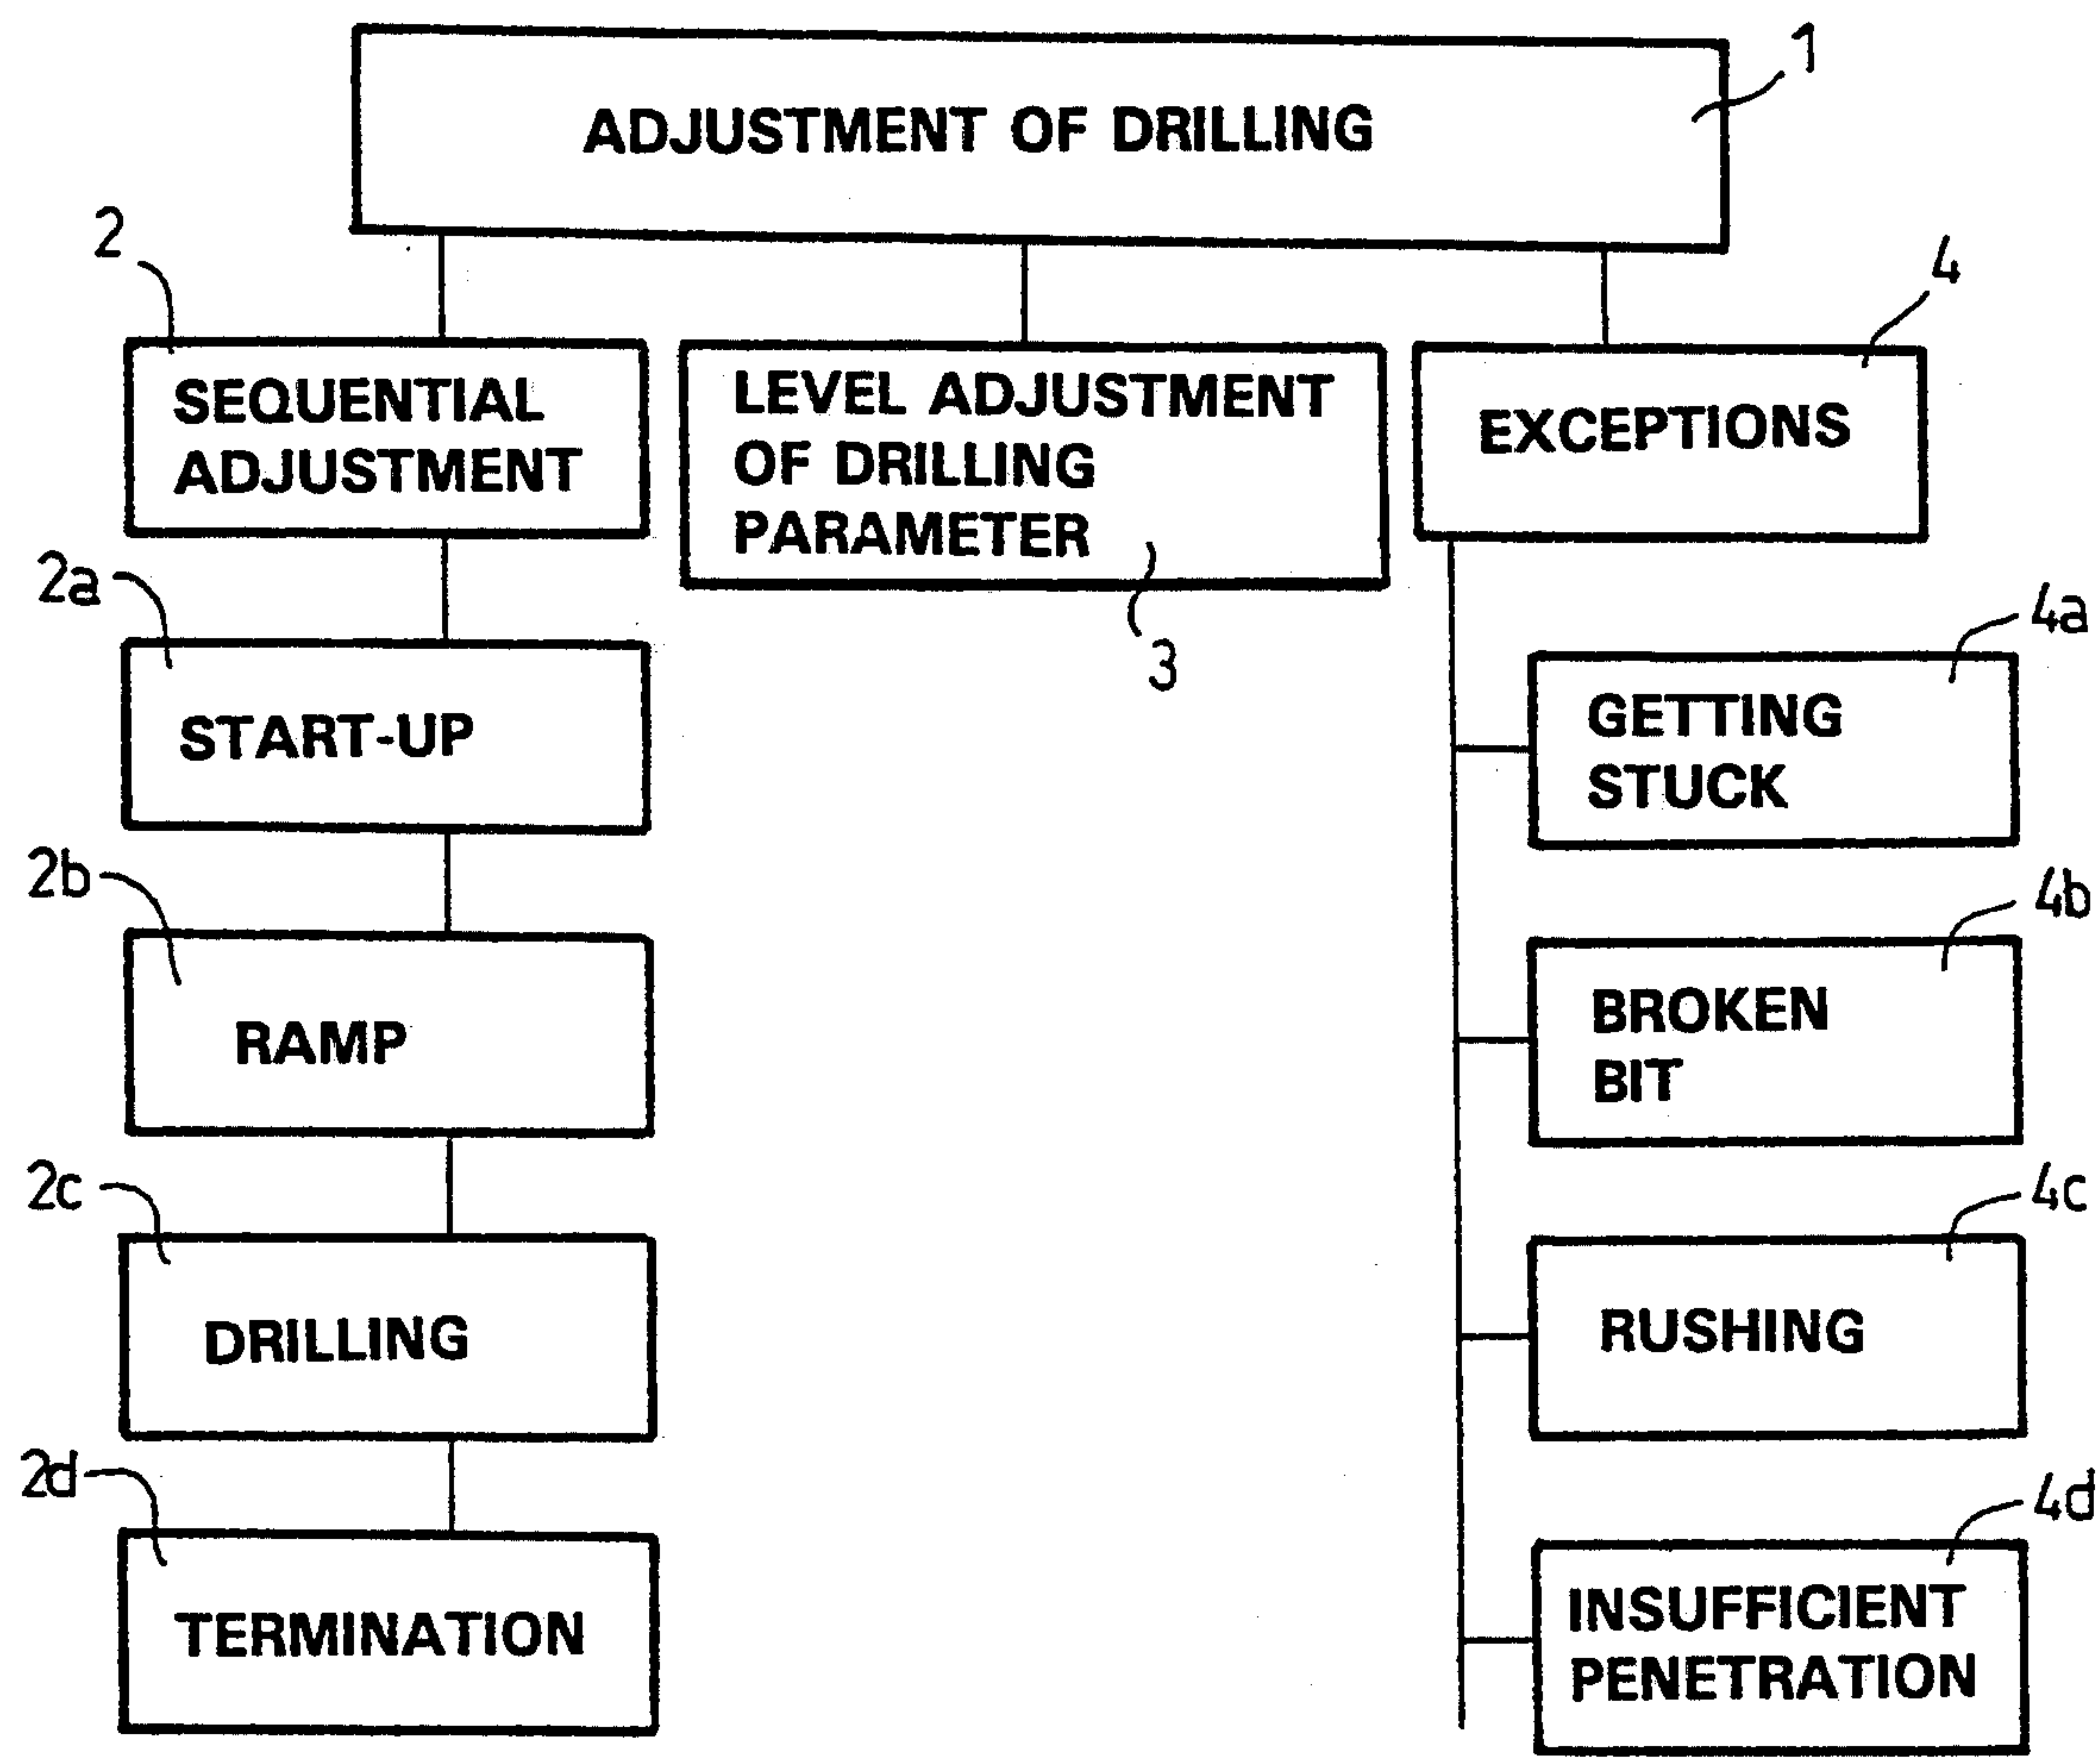 ADJUSTMENT OF DRILLING
1
2
4
SEQUENTIAL
ADJUSTMENT
LEVEL ADJUSTMENT
OF DRILLING
PARAMETER
3
EXCEPTIONS
2a
START-UP
2b
RAMP
2c
DRILLING
2d
TERMINATION
4a
GETTING
STUCK
4b
BROKEN
BIT
4c
RUSHING
4d
INSUFFICIENT
PENETRATION